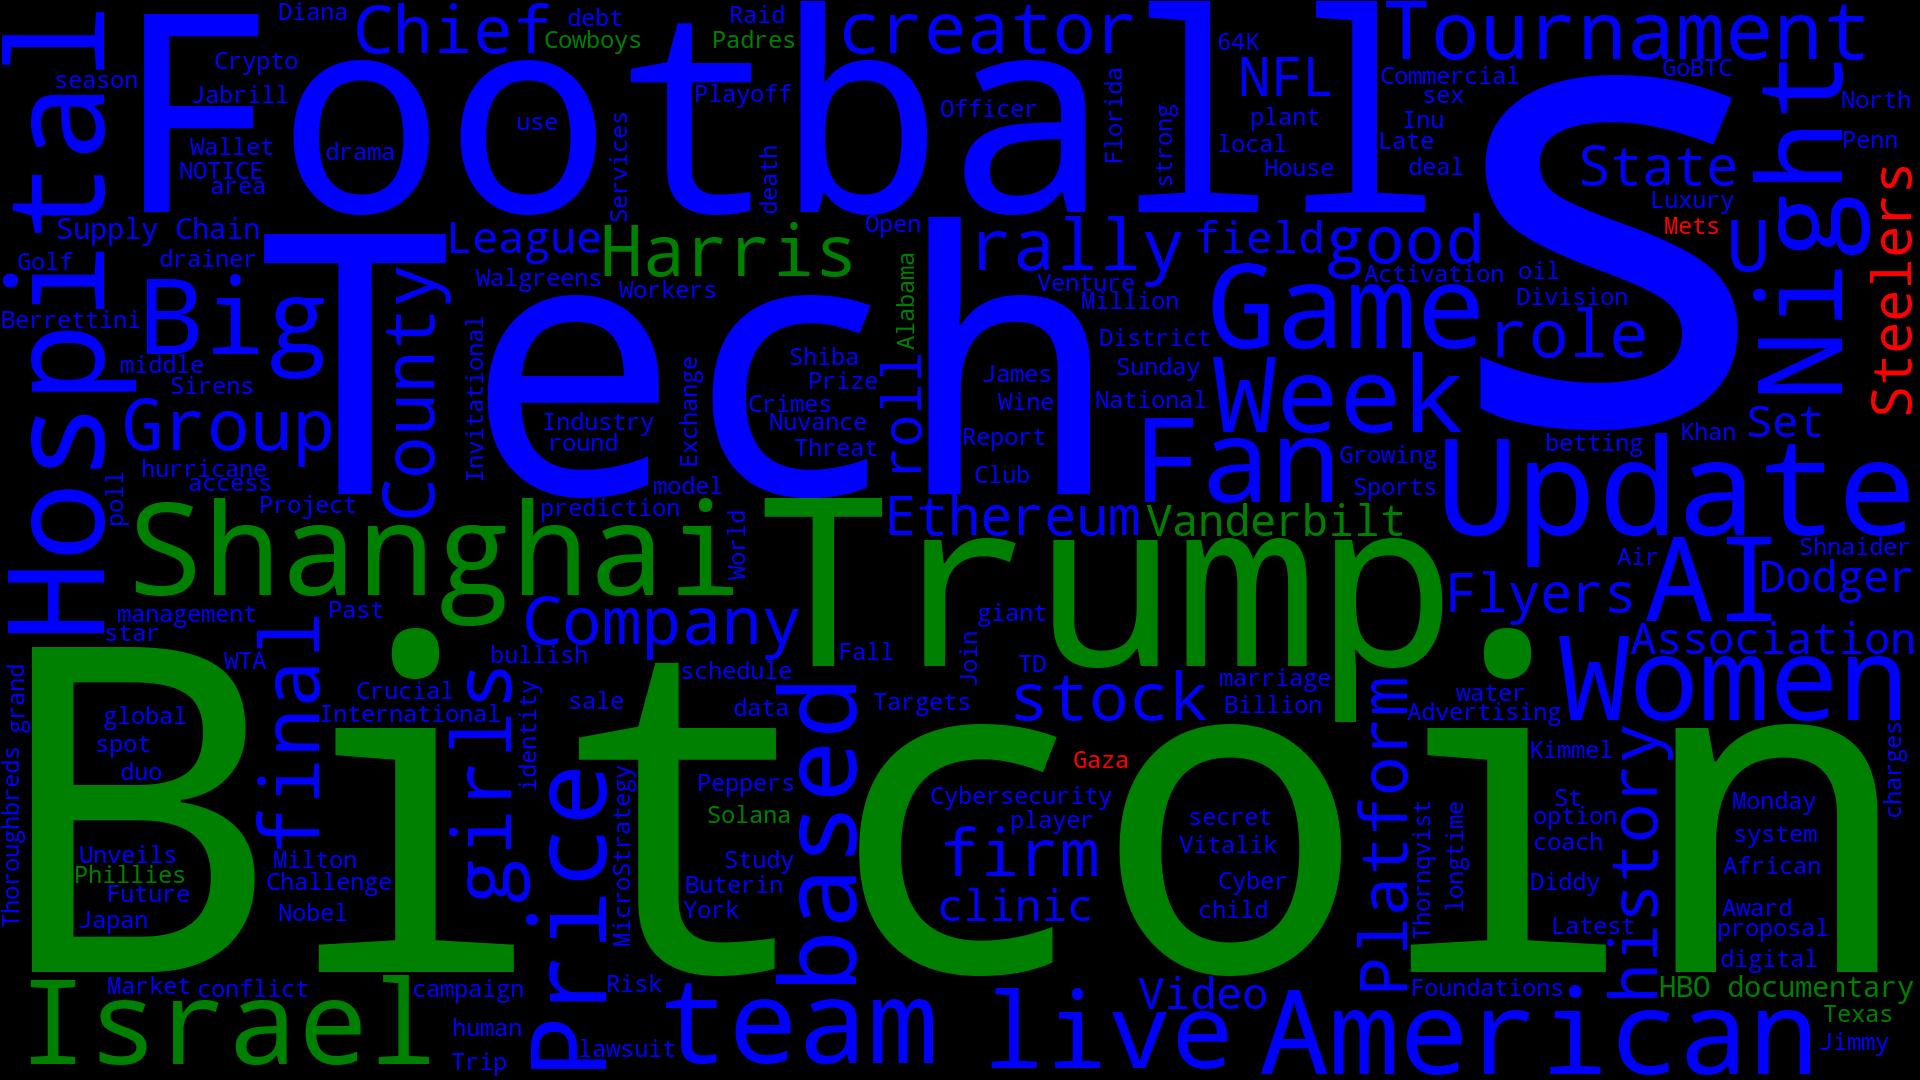 Football
S
Tech
Trump
Bitcoin
Hospital
Diana
Chief
debt
Cowboys
Raid
Padres
creator
64K
NFL
Tournament
GoBTC
Commercial
sex
season
Crypto
Jabrill
Playoff
Officer
Florida
strong
plant
Inu
Night
North
Wallet
NOTICE
area
drama
use
Services
death
local
House
Late
deal
State
Penn
Luxury
Mets
U
Steelers
Supply Chain
League
Harris
Open
rally
field
good
Golf
drainer
Walgreens
Workers
Alabama
Venture
Million
Activation
oil
Division
Berrettini
Big
County
Game
role
middle
Sirens
Invitational
Exchange
Shiba
Prize
Crimes
Nuvance
Threat
roll
James
Wine
District
Sunday
National
Week
Group
Industry
round
Report
Club
Fan
Growing
Sports
betting
Khan
Set
Update
hurricane
access
poll
Project
prediction
model
Shanghai
World
Ethereum
Vanderbilt
Air
AI
Shnaider
Dodger
Flyers
management
star
Past
Company
giant
Association
Women
WTA
final
bullish
schedule
Fall
Join
TD
marriage
Billion
water
Advertising
grand
Crucial
International
girls
identity
sale
data
based
Targets
stock
Platform
global
spot
duo
Gaza
Kimmel
history
charges
Thoroughbreds
Price
MicroStrategy
Peppers
Solana
Cybersecurity
player
firm
clinic
secret
Vitalik
Cyber
child
Thornqvist
longtime
St
option
coach
Diddy
Latest
Monday
system
African
Award
proposal
digital
Unveils
Phillies
Future
Japan
Milton
Challenge
Nobel
Study
Buterin
York
Market
conflict
campaign
Risk
Video
Foundations
HBO documentary
Israel
human
Trip
lawsuit
team
live
American
Texas
Jimmy